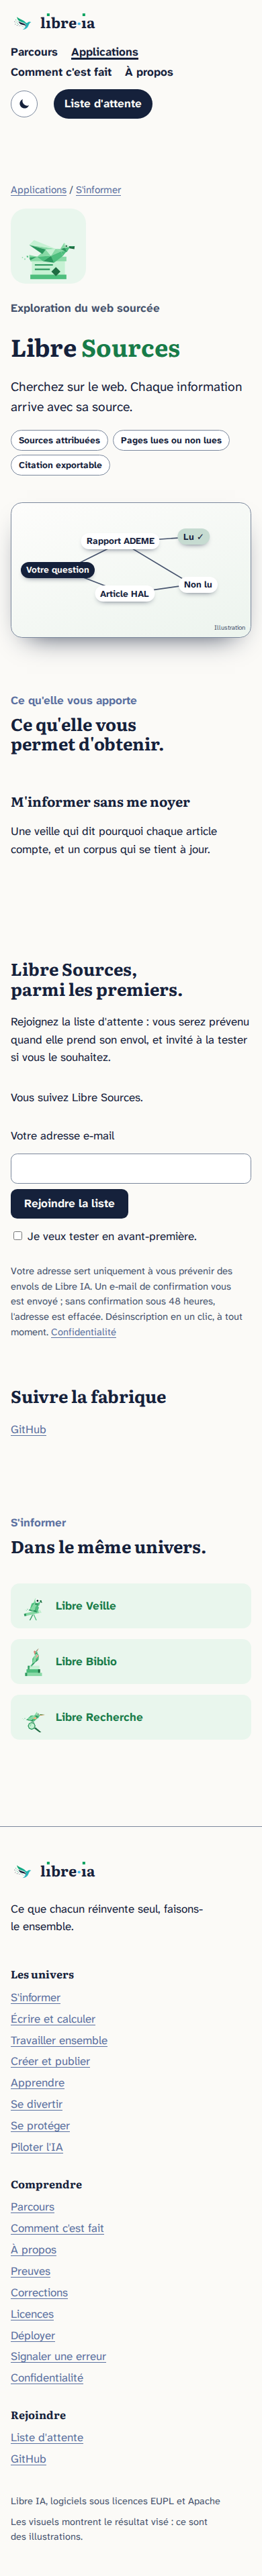 libre·ia
Parcours Applications
Comment c'est fait À propos
Liste d'attente
Applications / S'informer
Exploration du web sourcée
Libre Sources
Cherchez sur le web. Chaque information
arrive avec sa source.
Sources attribuées Pages lues ou non lues
Citation exportable
Rapport ADEME Lu ✓
Votre question
Non lu
Article HAL
Illustration
Ce qu'elle vous apporte
Ce qu'elle vous
permet d'obtenir.
M'informer sans me noyer
Une veille qui dit pourquoi chaque article
compte, et un corpus qui se tient à jour.
Libre Sources,
parmi les premiers.
Rejoignez la liste d'attente : vous serez prévenu
quand elle prend son envol, et invité à la tester
si vous le souhaitez.
Vous suivez Libre Sources.
Votre adresse e-mail
Rejoindre la liste
Je veux tester en avant-première.
Votre adresse sert uniquement à vous prévenir des
envols de Libre IA. Un e-mail de confirmation vous
est envoyé ; sans confirmation sous 48 heures,
l'adresse est effacée. Désinscription en un clic, à tout
moment. Confidentialité
Suivre la fabrique
GitHub
S'informer
Dans le même univers.
Libre Veille
Libre Biblio
Libre Recherche
libre·ia
Ce que chacun réinvente seul, faisons-
le ensemble.
Les univers
S'informer
Écrire et calculer
Travailler ensemble
Créer et publier
Apprendre
Se divertir
Se protéger
Piloter l'IA
Comprendre
Parcours
Comment c'est fait
À propos
Preuves
Corrections
Licences
Déployer
Signaler une erreur
Confidentialité
Rejoindre
Liste d'attente
GitHub
Libre IA, logiciels sous licences EUPL et Apache
Les visuels montrent le résultat visé : ce sont
des illustrations.